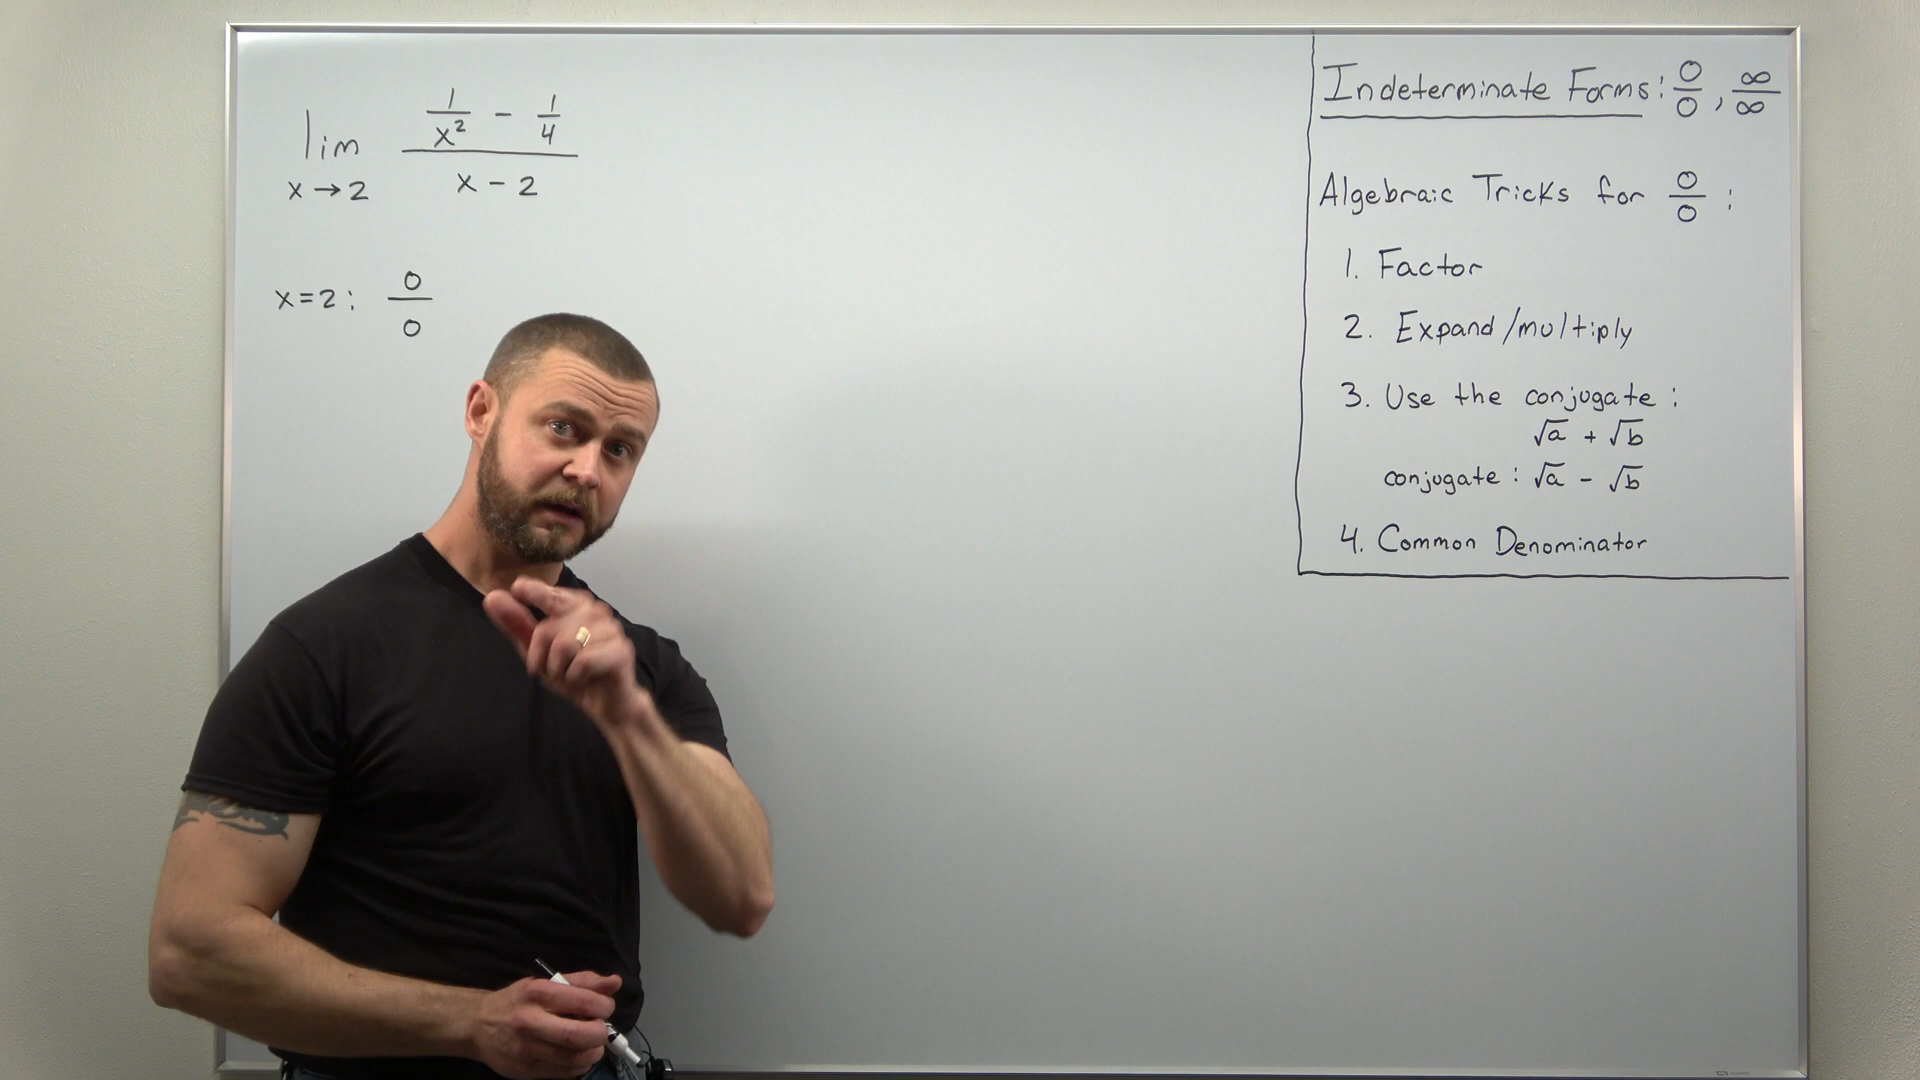 lim x→2 (1/x² - 1/4)/(x - 2)
x=2: 0/0
Indeterminate Forms: 0/0, ∞/∞
Algebraic Tricks for 0/0:
1. Factor
2. Expand/multiply
3. Use the conjugate:
√a + √b
conjugate: √a - √b
4. Common Denominator